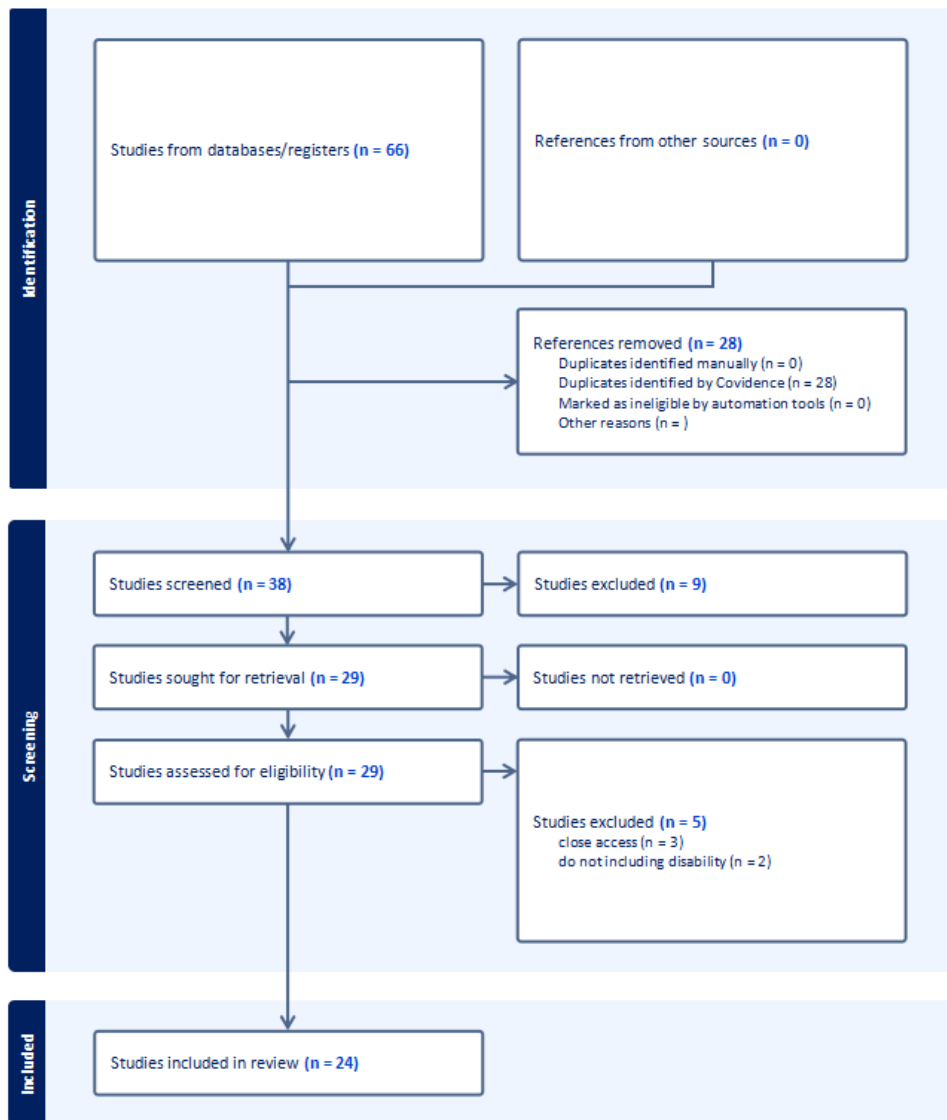 Identification
Studies from databases/registers (n = 66)
References from other sources (n = 0)
References removed (n = 28)
Duplicates identified manually (n = 0)
Duplicates identified by Covidence (n = 28)
Marked as ineligible by automation tools (n = 0)
Other reasons (n = )
Screening
Studies screened (n = 38)
Studies excluded (n = 9)
Studies sought for retrieval (n = 29)
Studies not retrieved (n = 0)
Studies assessed for eligibility (n = 29)
Studies excluded (n = 5)
close access (n = 3)
do not including disability (n = 2)
Included
Studies included in review (n = 24)